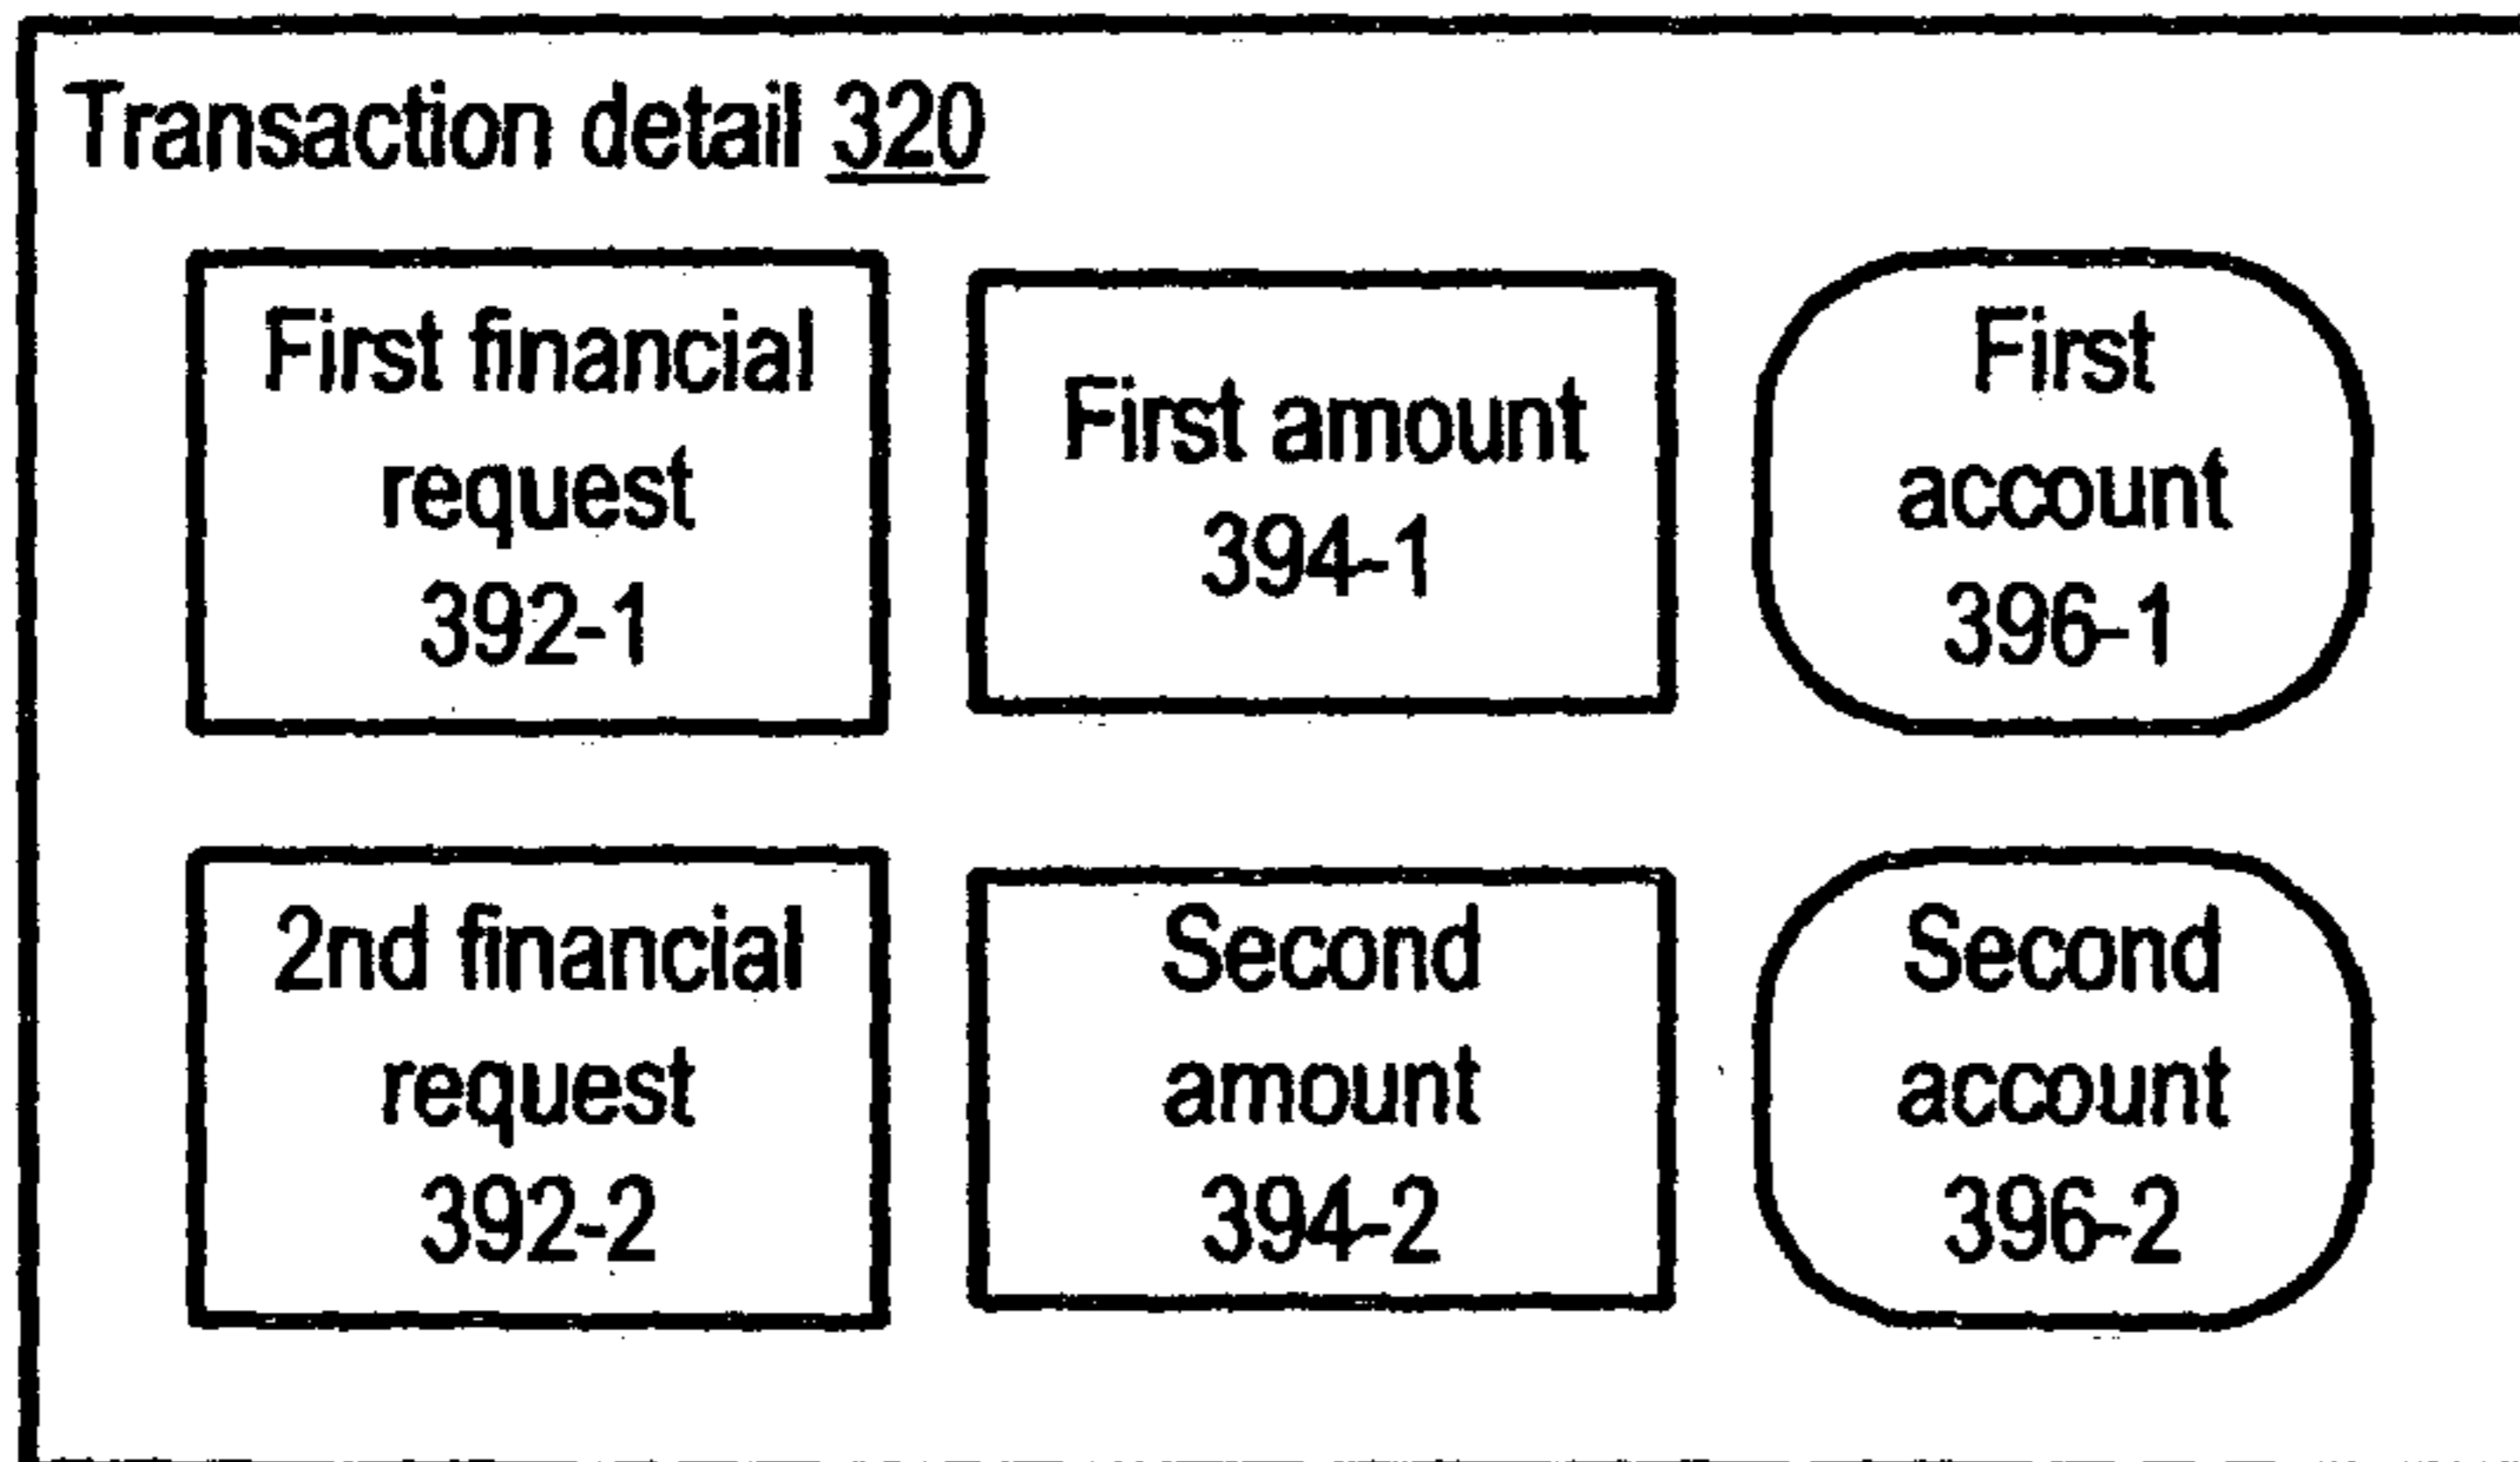 Transaction detail 320
First financial
request
392-1
First amount
394-1
First
account
396-1
2nd financial
request
392-2
Second
amount
394-2
Second
account
396-2